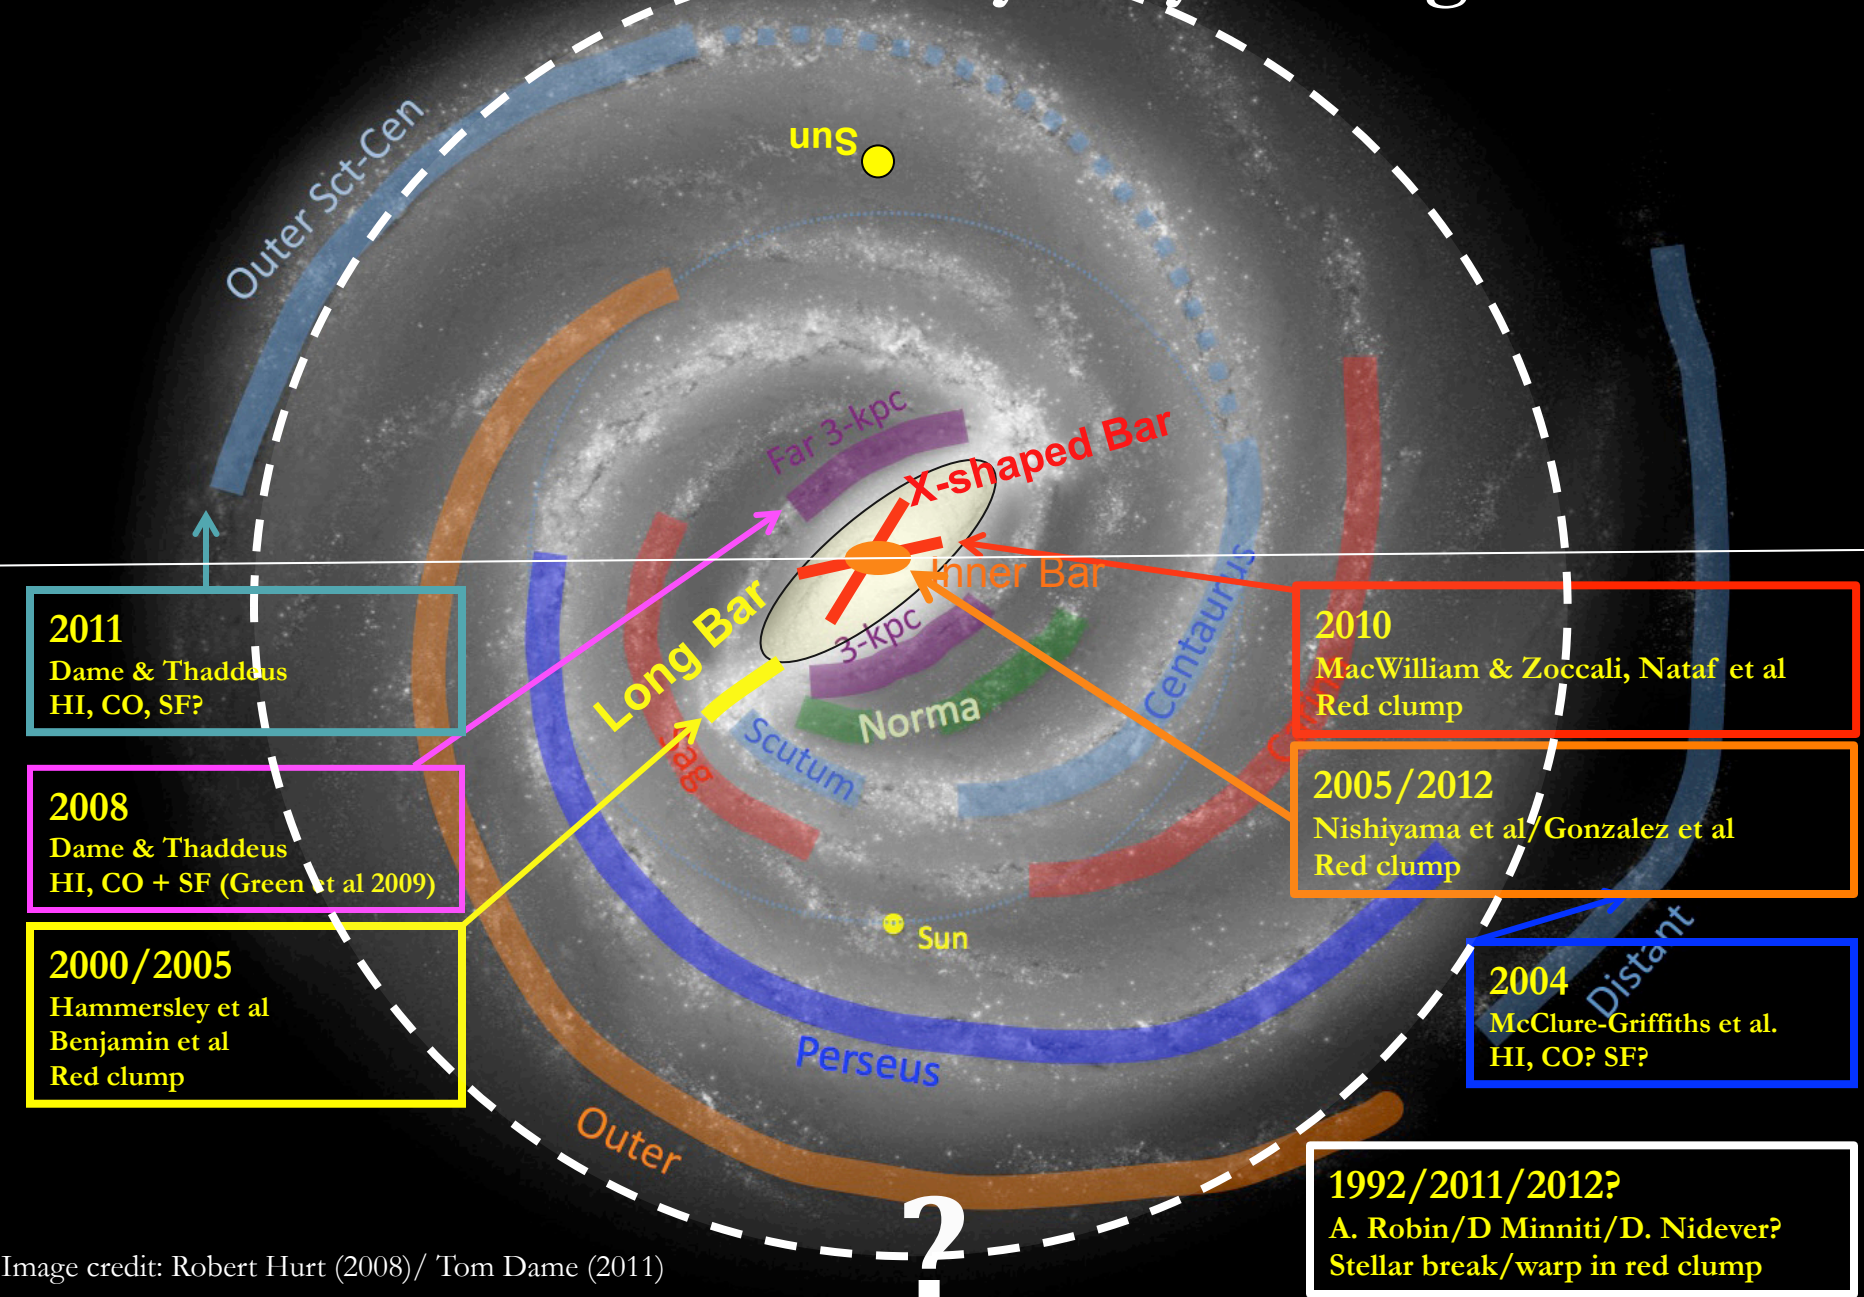 Outer Sct-Cen
Sun
Far 3-kpc
X-shaped Bar
Inner Bar
Long Bar
3-kpc
Norma
Scutum
Centaurus
Sag
Sun
Perseus
Outer
Distant
2011
Dame & Thaddeus
HI, CO, SF?
2008
Dame & Thaddeus
HI, CO + SF (Green et al 2009)
2000/2005
Hammersley et al
Benjamin et al
Red clump
2010
MacWilliam & Zoccali, Nataf et al
Red clump
2005/2012
Nishiyama et al/Gonzalez et al
Red clump
2004
McClure-Griffiths et al.
HI, CO? SF?
1992/2011/2012?
A. Robin/D Minniti/D. Nidever?
Stellar break/warp in red clump
?
Image credit: Robert Hurt (2008)/ Tom Dame (2011)